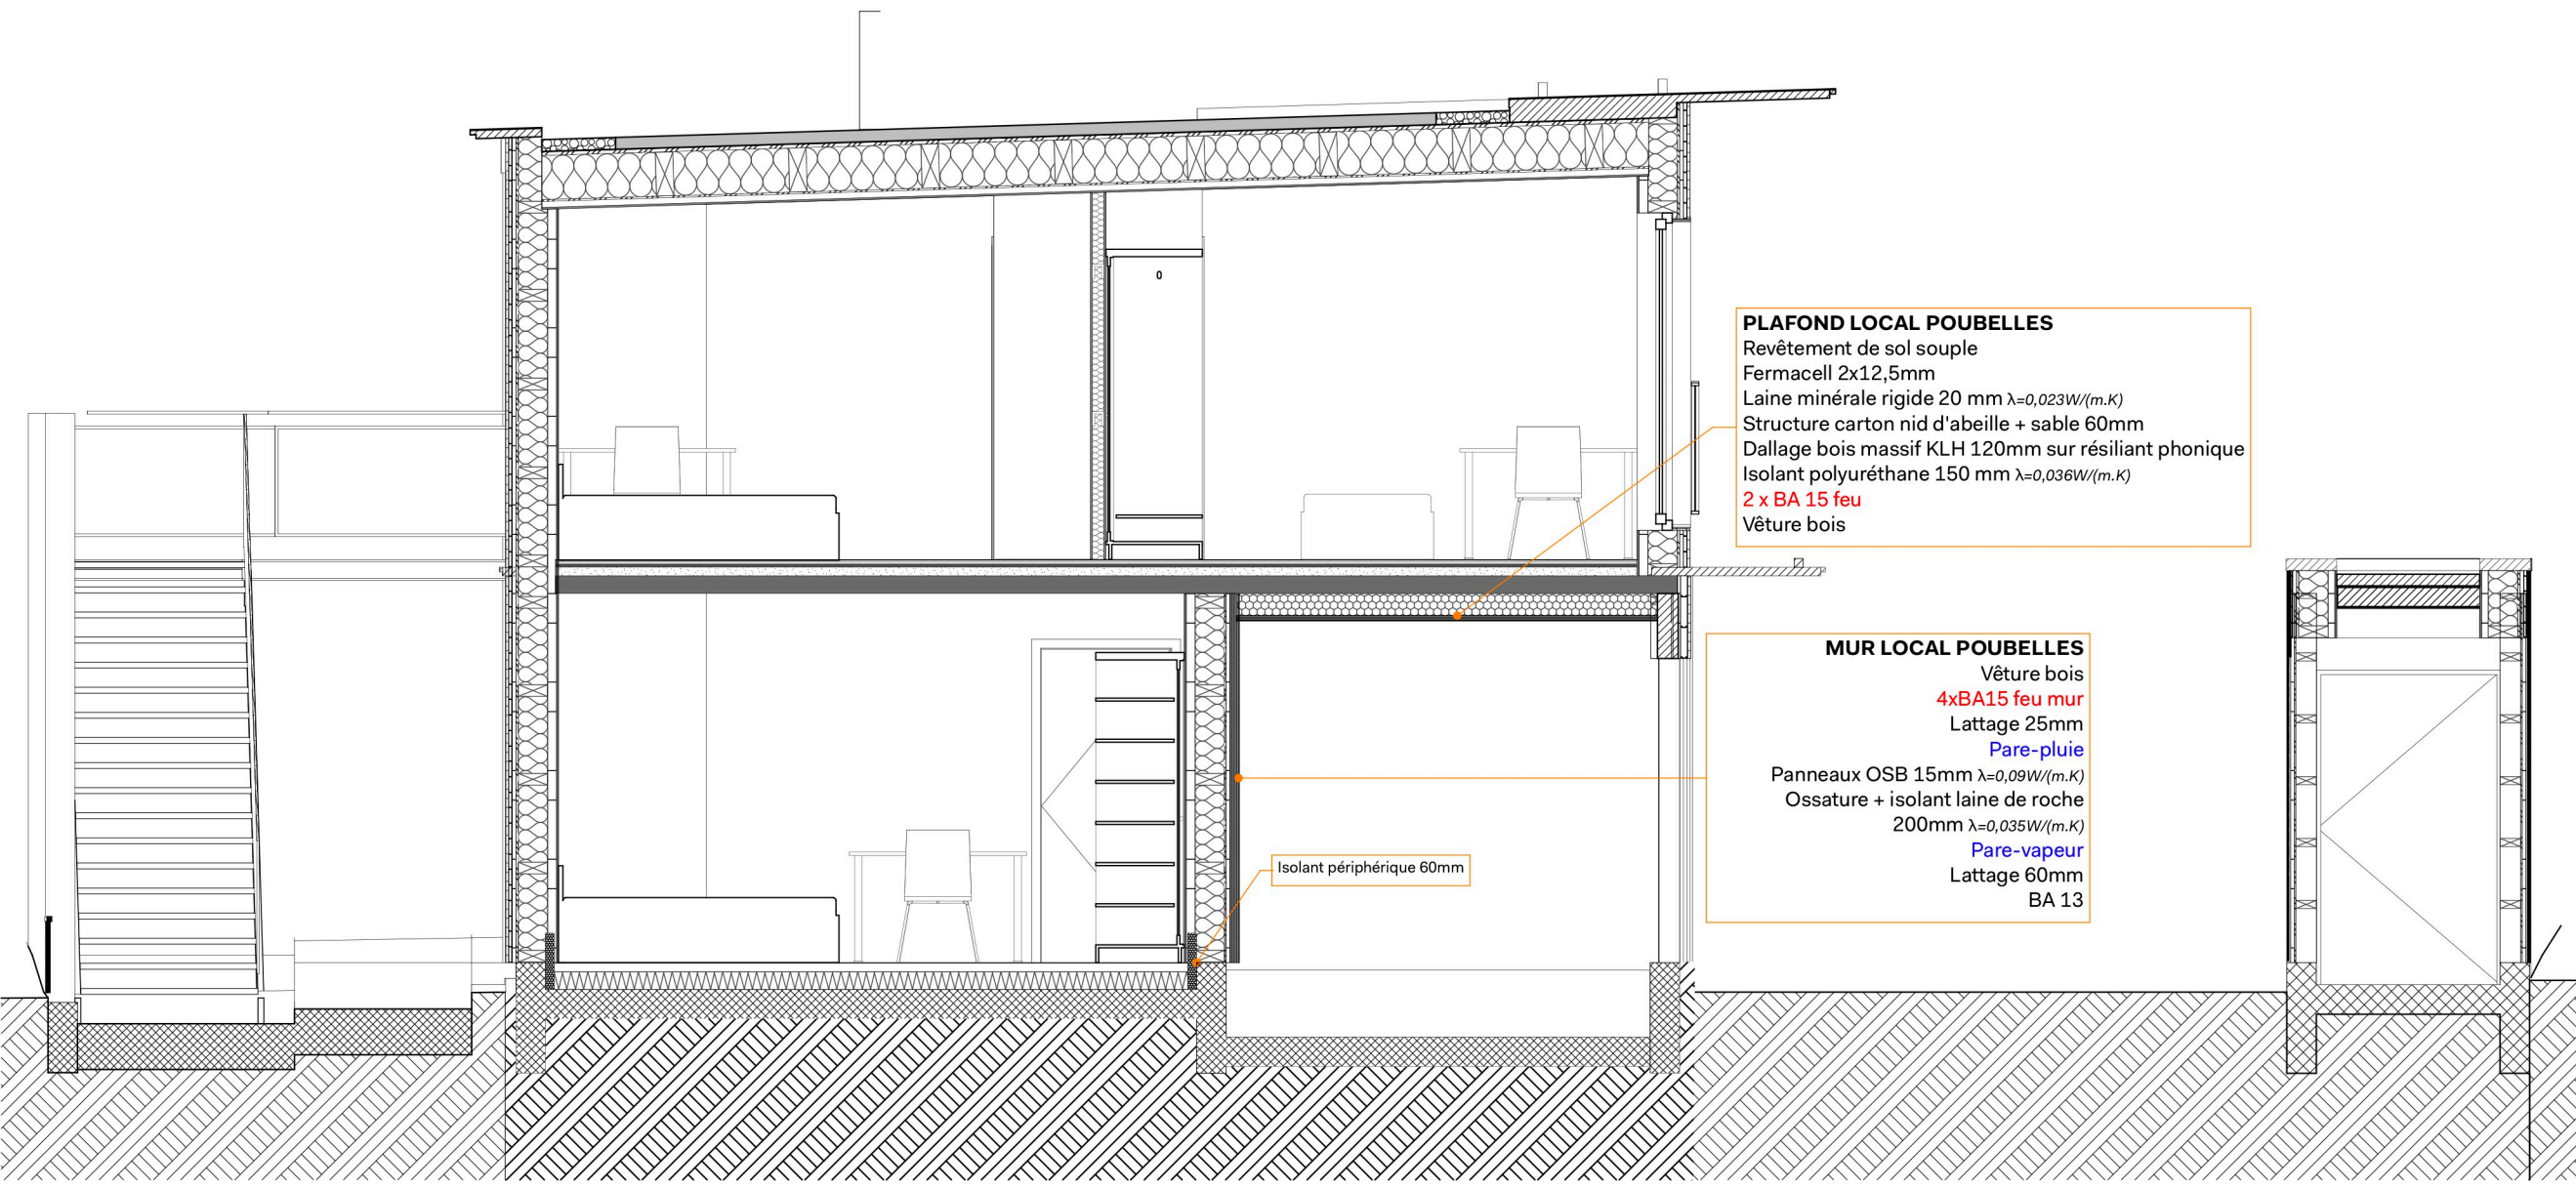 PLAFOND LOCAL POUBELLES
Revêtement de sol souple
Fermacell 2x12,5mm
Laine minérale rigide 20 mm λ=0,023W/(m.K)
Structure carton nid d'abeille + sable 60mm
Dallage bois massif KLH 120mm sur résiliant phonique
Isolant polyuréthane 150 mm λ=0,036W/(m.K)
2 x BA 15 feu
Vêture bois
MUR LOCAL POUBELLES
Vêture bois
4xBA15 feu mur
Lattage 25mm
Pare-pluie
Panneaux OSB 15mm λ=0,09W/(m.K)
Ossature + isolant laine de roche
200mm λ=0,035W/(m.K)
Pare-vapeur
Lattage 60mm
BA 13
Isolant périphérique 60mm